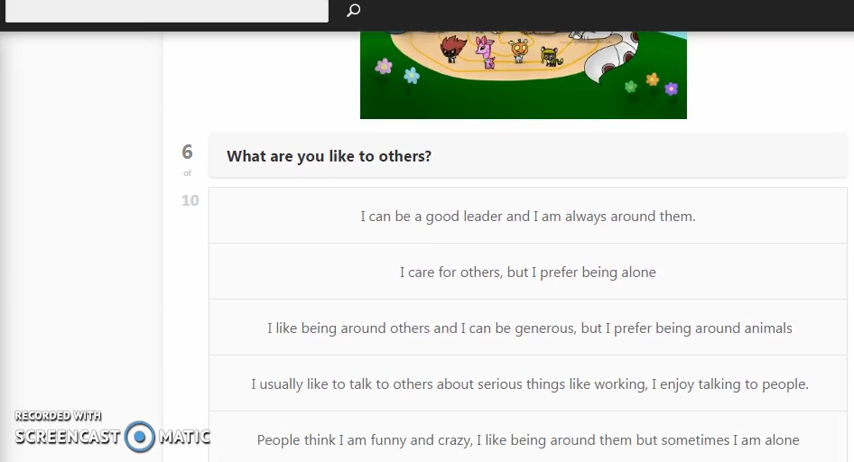 6
of
10
What are you like to others?
I can be a good leader and I am always around them.
I care for others, but I prefer being alone
I like being around others and I can be generous, but I prefer being around animals
I usually like to talk to others about serious things like working, I enjoy talking to people.
People think I am funny and crazy, I like being around them but sometimes I am alone
RECORDED WITH
SCREENCAST MATIC